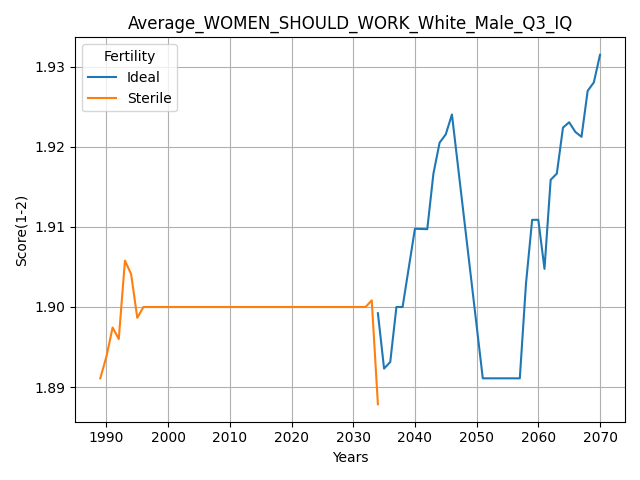 Average_WOMEN_SHOULD_WORK_White_Male_Q3_IQ
Fertility
Ideal
Sterile
1.93
1.92
1.91
1.90
1.89
Score(1-2)
1990 2000 2010 2020 2030 2040 2050 2060 2070
Years